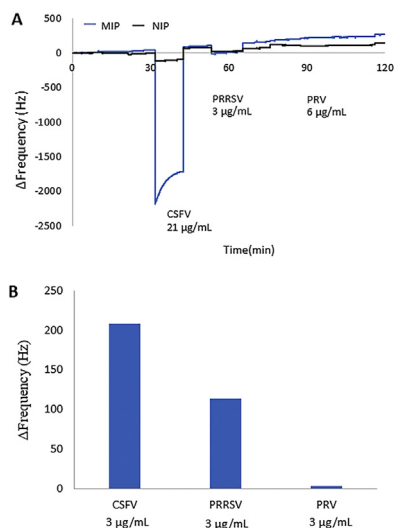 A
MIP NIP
500
0
-500
-1000
-1500
-2000
-2500
ΔFrequency (Hz)
0 30 60 90 120
PRRSV
3 µg/mL
PRV
6 µg/mL
CSFV
21 µg/mL
Time(min)
B
250
200
150
100
50
0
ΔFrequency (Hz)
CSFV PRRSV PRV
3 µg/mL 3 µg/mL 3 µg/mL